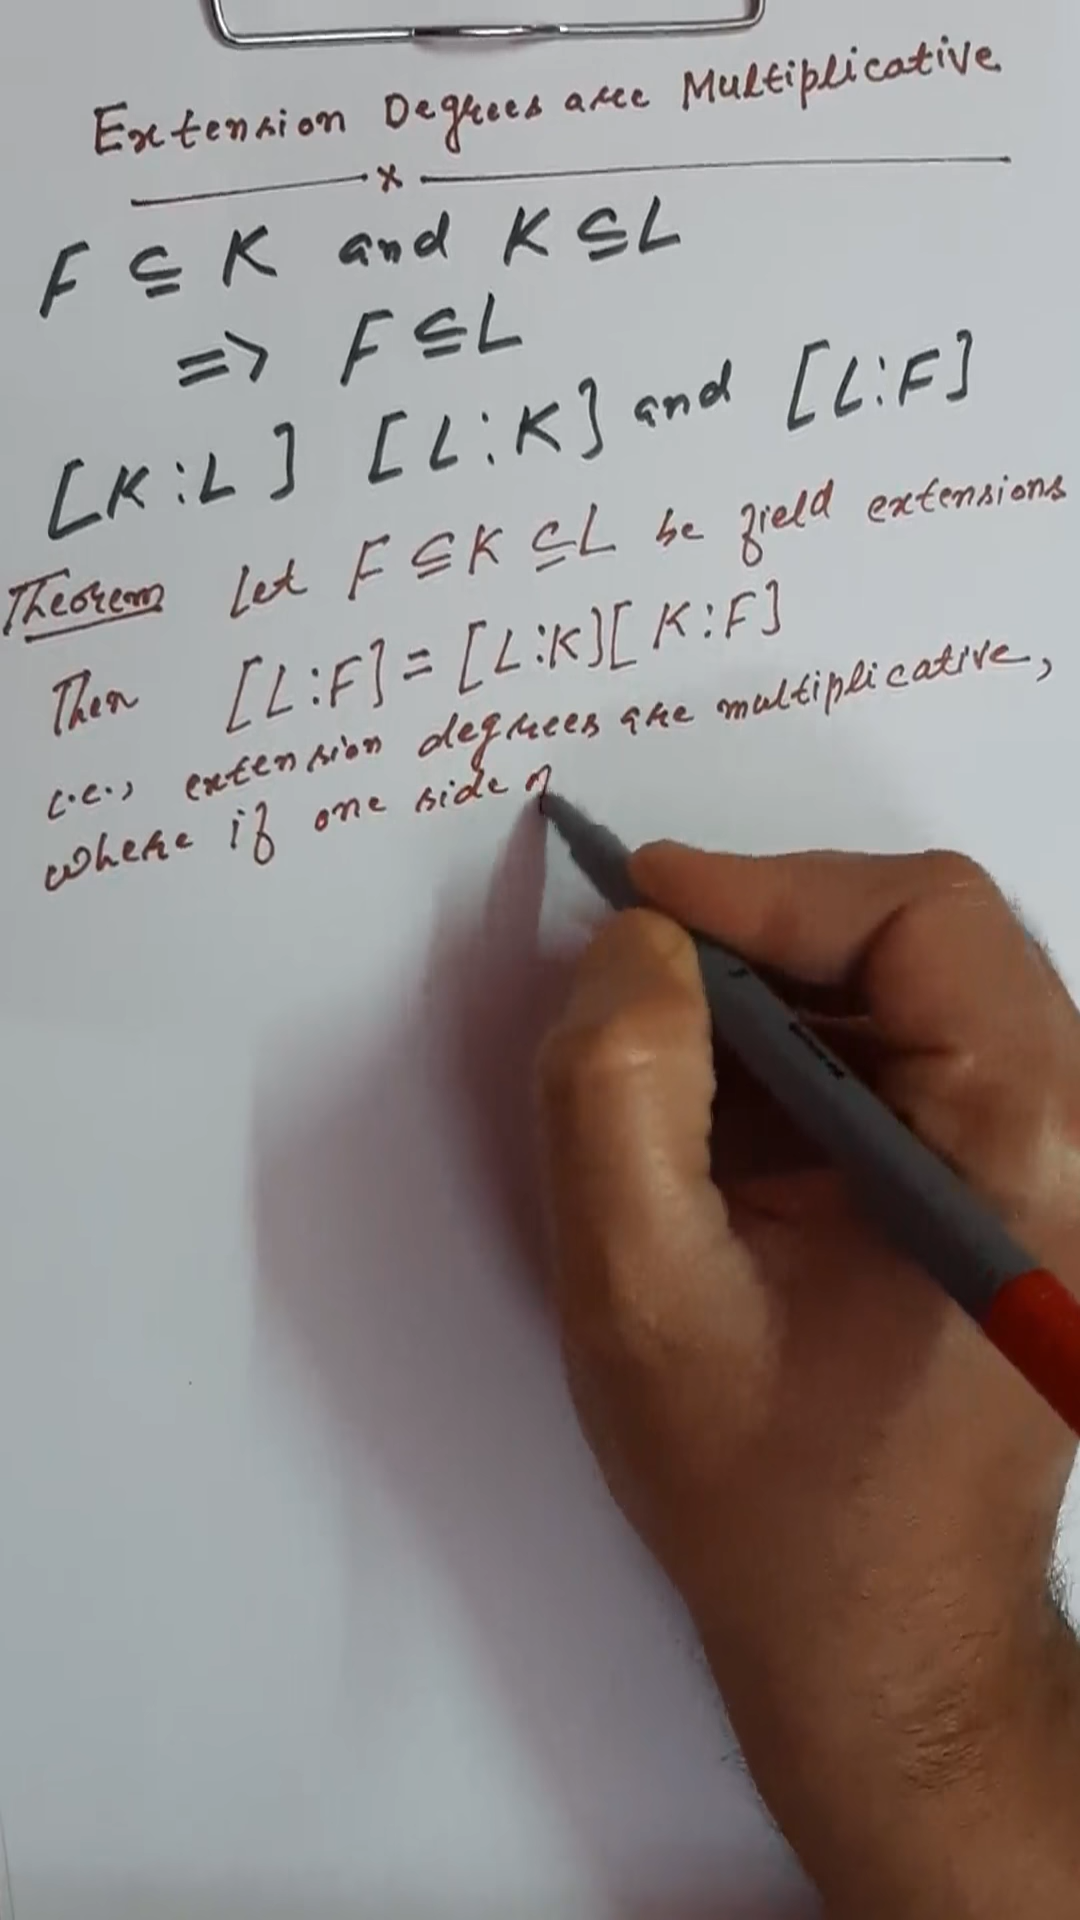 Extension Degrees are Multiplicative
x
F ⊆ K and K ⊆ L
=> F ⊆ L
[K:L] [L:K] and [L:F]
Theorem Let F ⊆ K ⊆ L be field extensions
Then [L:F] = [L:K][K:F]
i.e., extension degrees are multiplicative,
where if one side